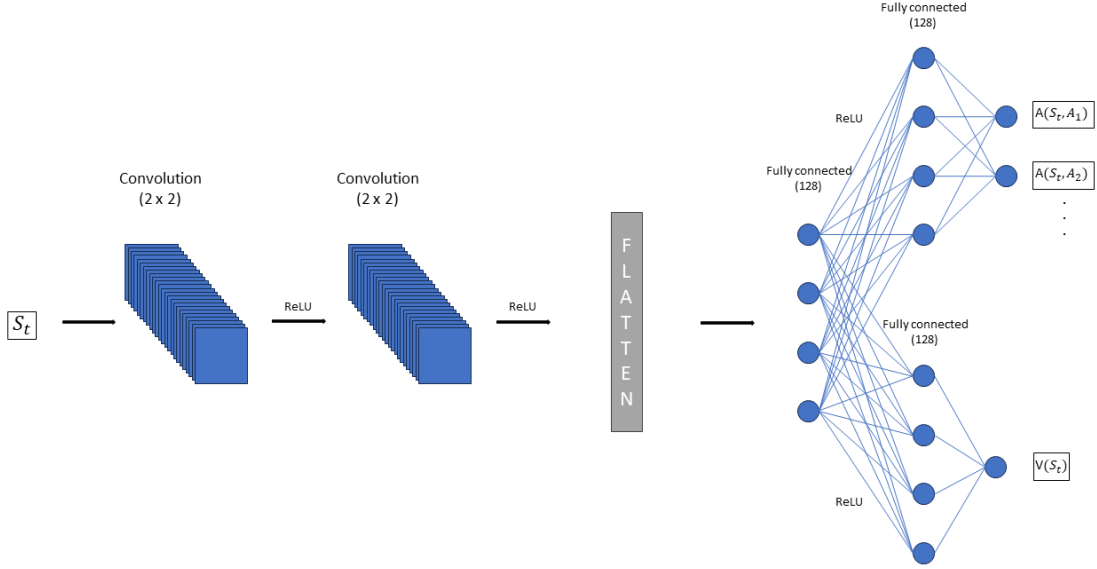 Fully connected
(128)
ReLU
A(S_t, A_1)
Convolution
(2 x 2)
Convolution
(2 x 2)
Fully connected
(128)
A(S_t, A_2)
.
.
.
S_t
ReLU
ReLU
F
L
A
T
T
E
N
Fully connected
(128)
V(S_t)
ReLU